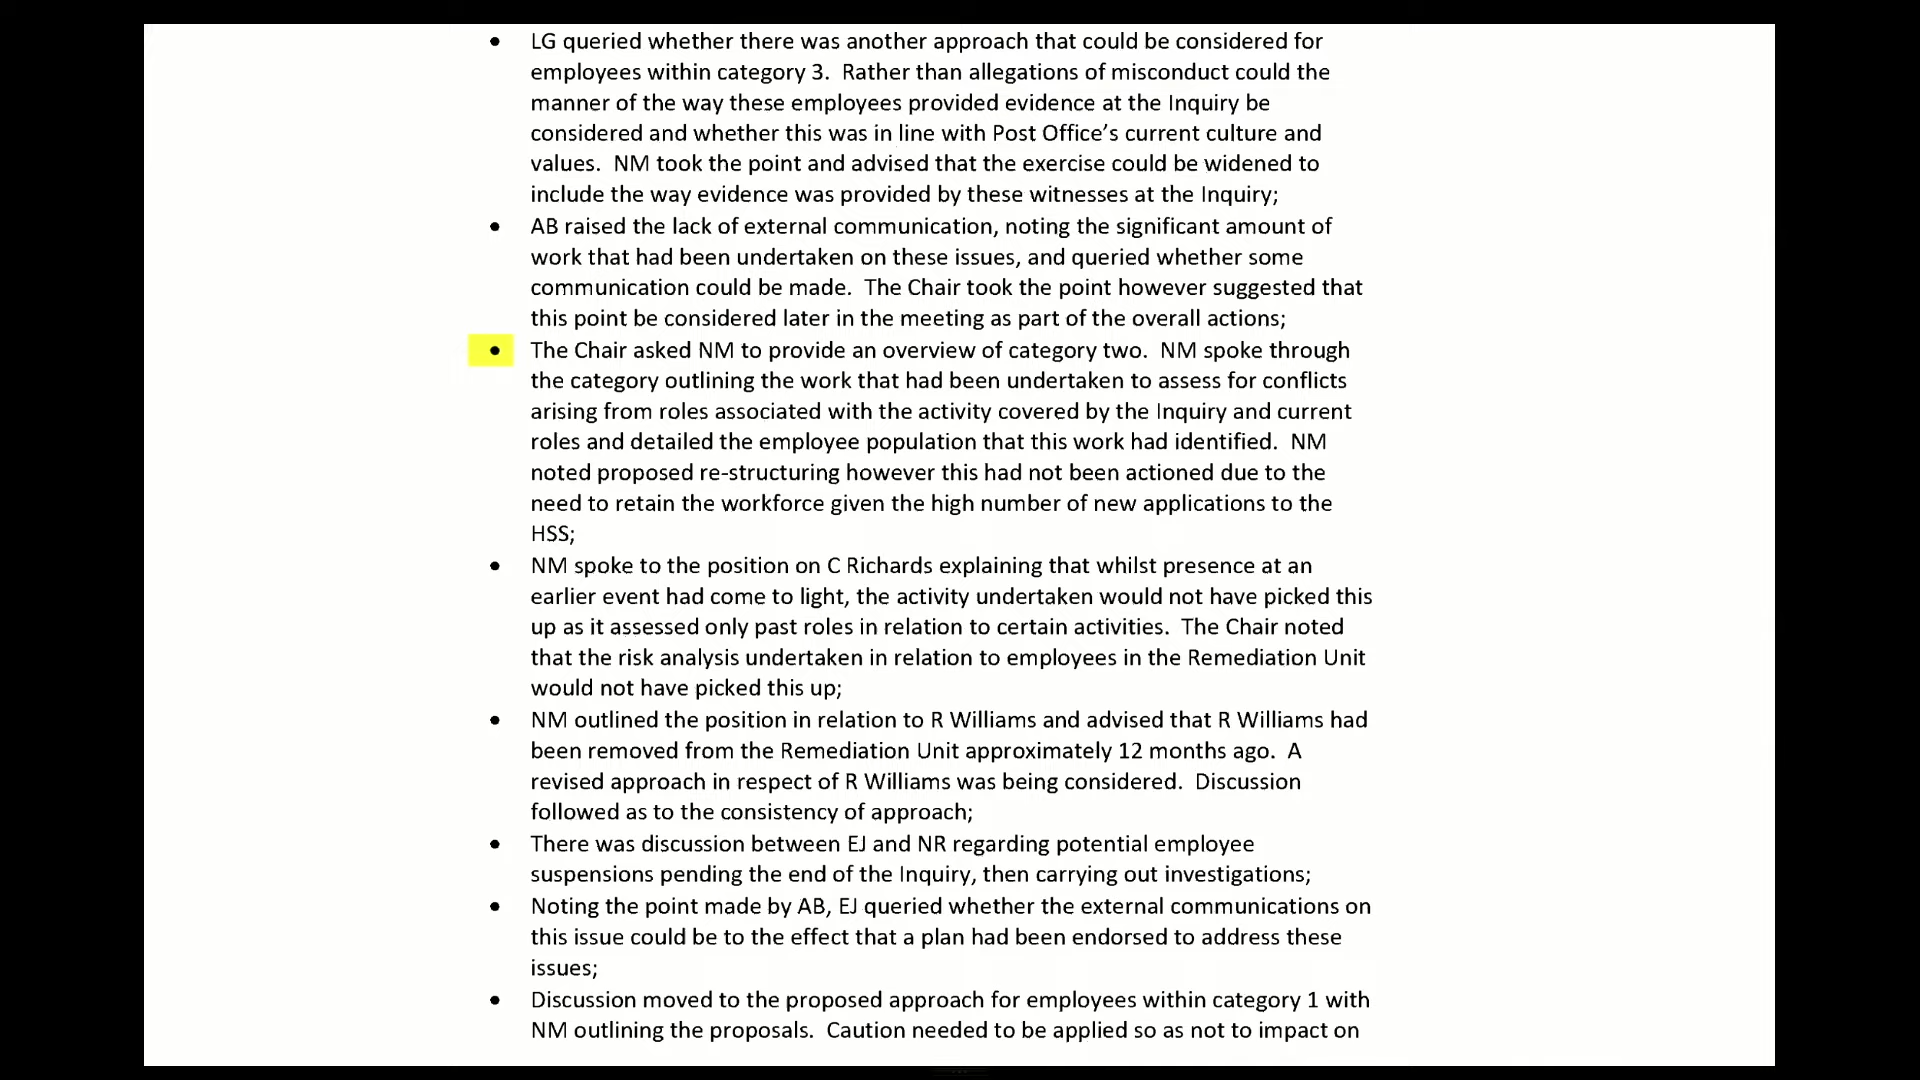 • LG queried whether there was another approach that could be considered for
employees within category 3.  Rather than allegations of misconduct could the
manner of the way these employees provided evidence at the Inquiry be
considered and whether this was in line with Post Office’s current culture and
values.  NM took the point and advised that the exercise could be widened to
include the way evidence was provided by these witnesses at the Inquiry;
• AB raised the lack of external communication, noting the significant amount of
work that had been undertaken on these issues, and queried whether some
communication could be made.  The Chair took the point however suggested that
this point be considered later in the meeting as part of the overall actions;
• The Chair asked NM to provide an overview of category two.  NM spoke through
the category outlining the work that had been undertaken to assess for conflicts
arising from roles associated with the activity covered by the Inquiry and current
roles and detailed the employee population that this work had identified.  NM
noted proposed re-structuring however this had not been actioned due to the
need to retain the workforce given the high number of new applications to the
HSS;
• NM spoke to the position on C Richards explaining that whilst presence at an
earlier event had come to light, the activity undertaken would not have picked this
up as it assessed only past roles in relation to certain activities.  The Chair noted
that the risk analysis undertaken in relation to employees in the Remediation Unit
would not have picked this up;
• NM outlined the position in relation to R Williams and advised that R Williams had
been removed from the Remediation Unit approximately 12 months ago.  A
revised approach in respect of R Williams was being considered.  Discussion
followed as to the consistency of approach;
• There was discussion between EJ and NR regarding potential employee
suspensions pending the end of the Inquiry, then carrying out investigations;
• Noting the point made by AB, EJ queried whether the external communications on
this issue could be to the effect that a plan had been endorsed to address these
issues;
• Discussion moved to the proposed approach for employees within category 1 with
NM outlining the proposals.  Caution needed to be applied so as not to impact on